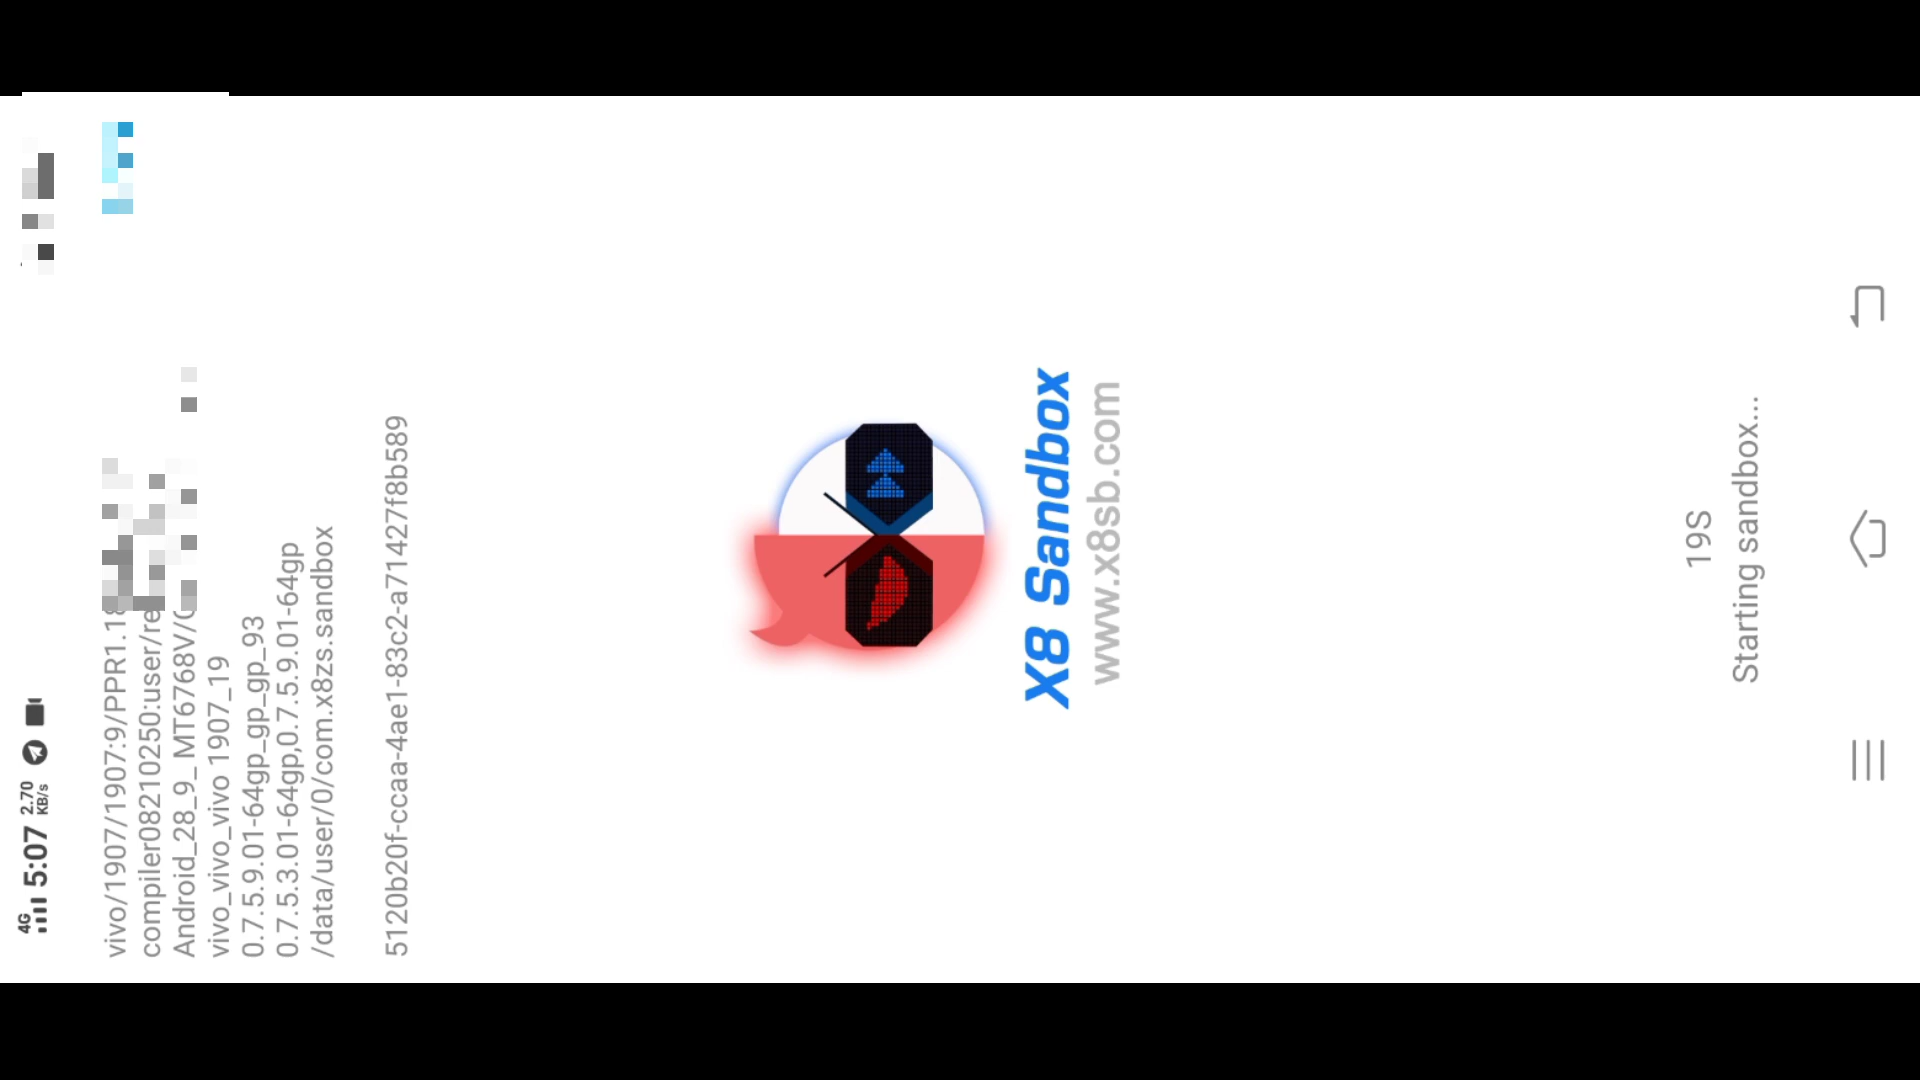 4G 5:07 2.70 KB/s
vivo/1907/1907:9/PPR1.18
compiler08210250:user/re
Android_28_9_ MT6768V/
vivo_vivo_vivo 1907_19
0.7.5.9.01-64gp_gp_gp_93
0.7.5.3.01-64gp,0.7.5.9.01-64gp
/data/user/0/com.x8zs.sandbox
5120b20f-ccaa-4ae1-83c2-a71427f8b589
X8 Sandbox
www.x8sb.com
19S
Starting sandbox...